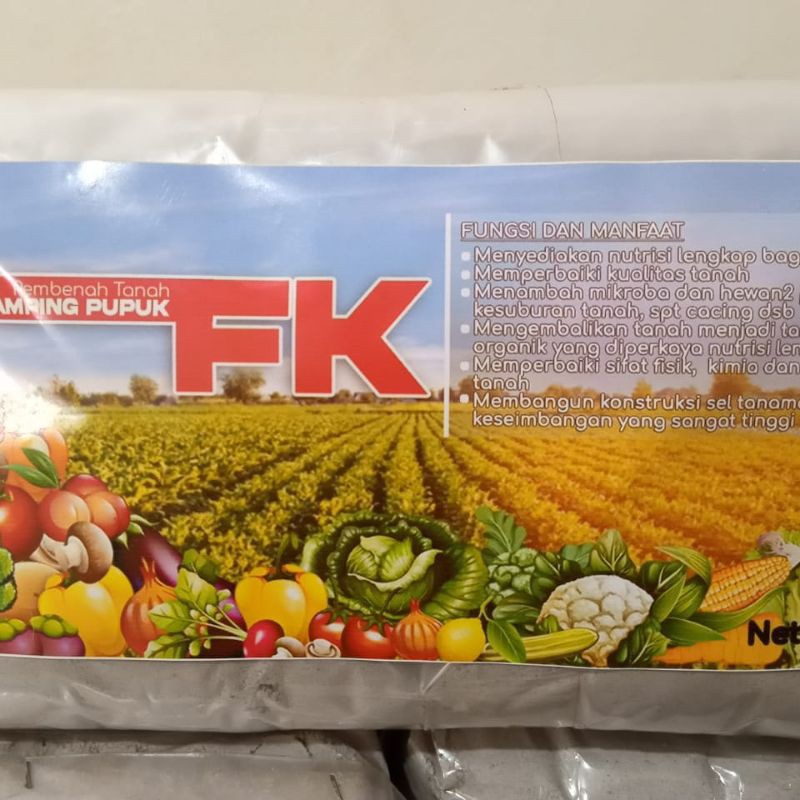 Pembenah Tanah
AMPING PUPUK
FK
FUNGSI DAN MANFAAT
Menyediakan nutrisi lengkap bag
Memperbaiki kualitas tanah
Menambah mikroba dan hewan2
kesuburan tanah, spt cacing dsb
Mengembalikan tanah menjadi ta
organik yang diperkaya nutrisi len
Memperbaiki sifat fisik, kimia dan
tanah
Membangun konstruksi sel tanama
keseimbangan yang sangat tinggi
Net